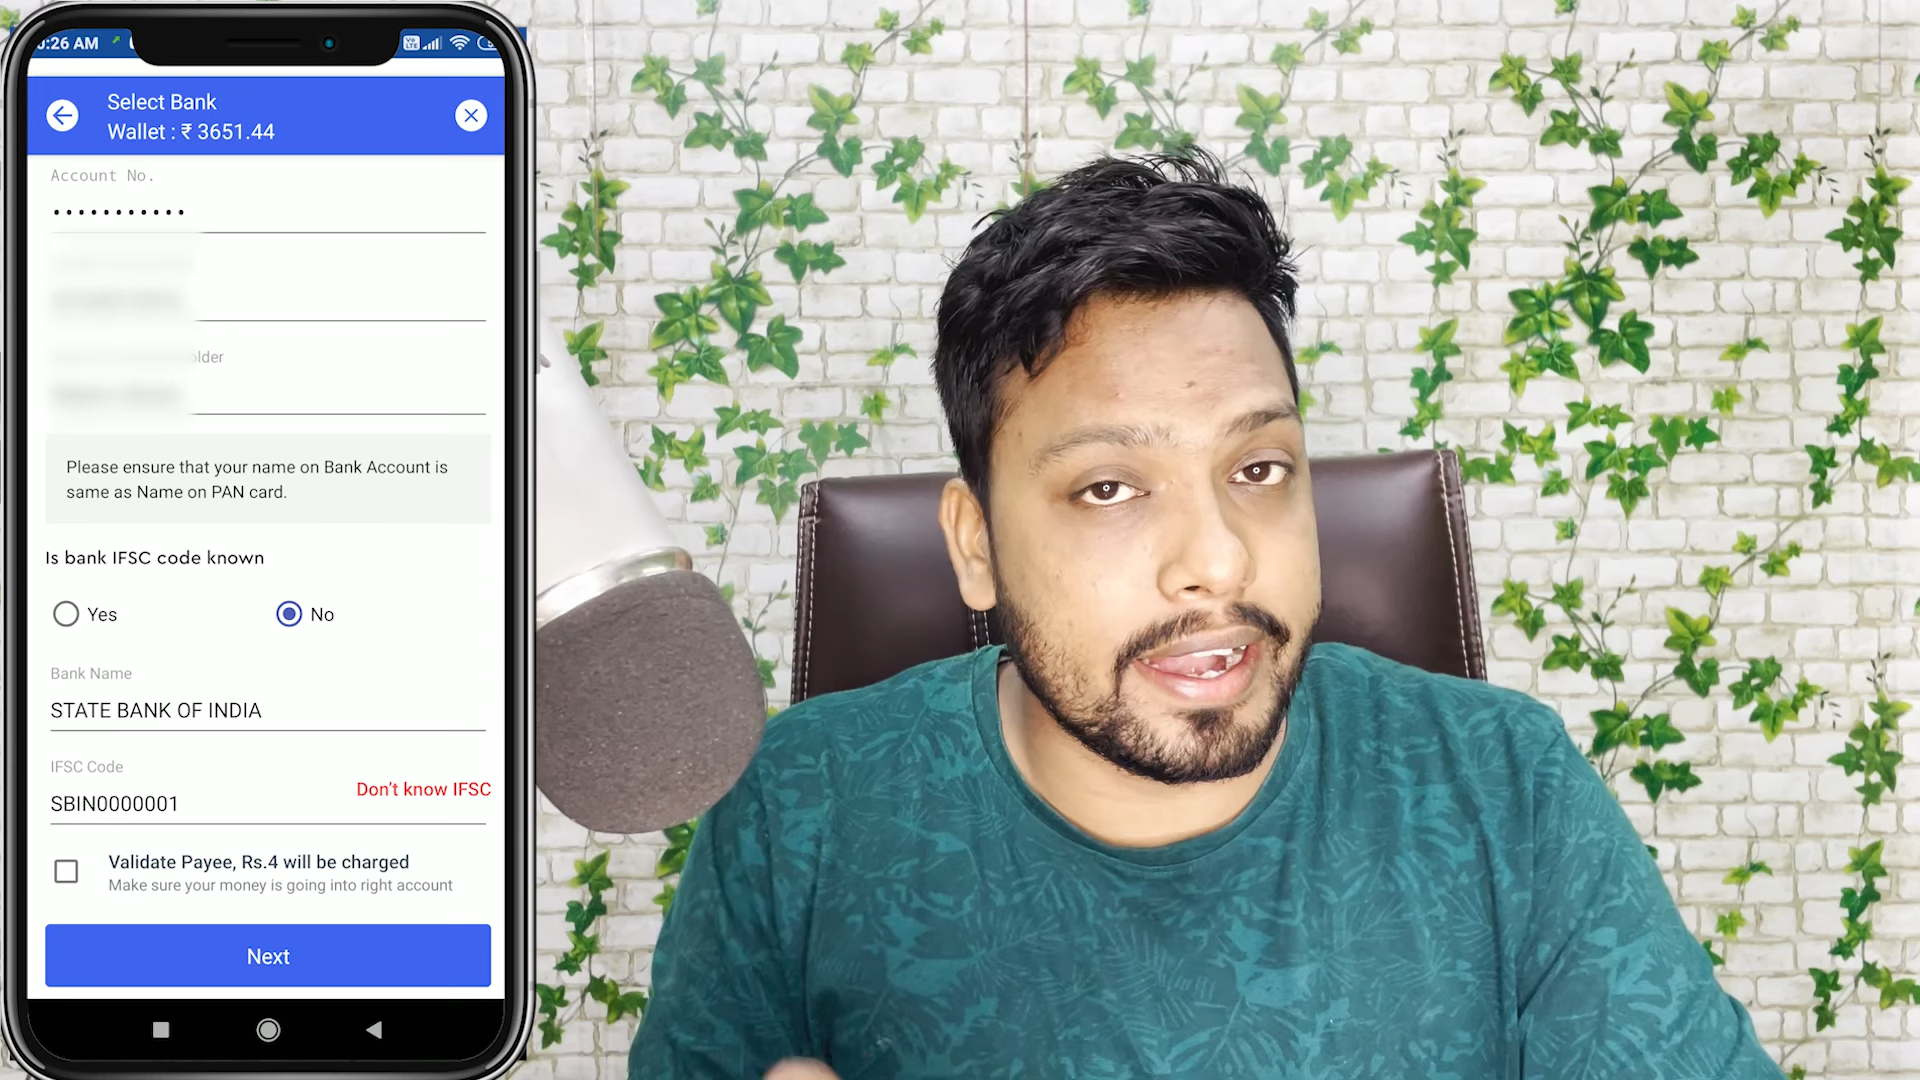 :26 AM
Select Bank
Wallet : ₹ 3651.44
Account No.
older
Please ensure that your name on Bank Account is
same as Name on PAN card.
Is bank IFSC code known
Yes
No
Bank Name
STATE BANK OF INDIA
IFSC Code
Don't know IFSC
SBIN0000001
Validate Payee, Rs.4 will be charged
Make sure your money is going into right account
Next